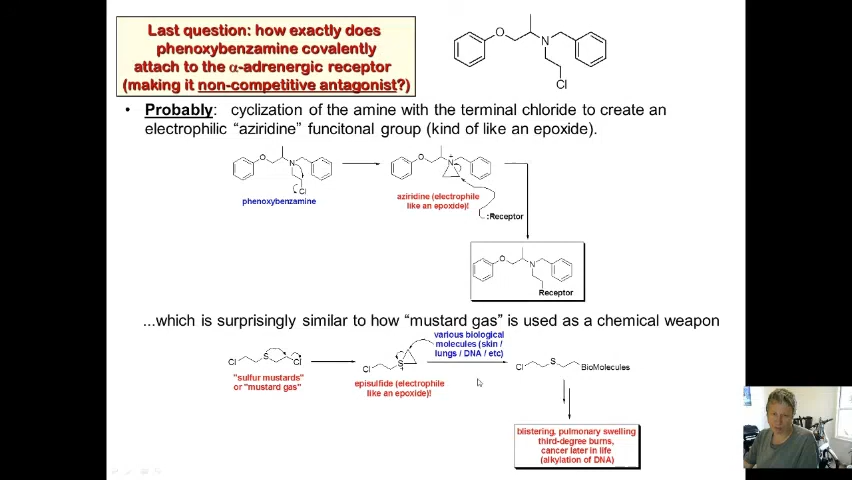 Last question: how exactly does
phenoxybenzamine covalently
attach to the α-adrenergic receptor
(making it non-competitive antagonist?)
O
N
Cl
• Probably: cyclization of the amine with the terminal chloride to create an
electrophilic “aziridine” funcitonal group (kind of like an epoxide).
O
N
Cl
phenoxybenzamine
O
N
+
aziridine (electrophile
like an epoxide)!
:Receptor
O
N
Receptor
...which is surprisingly similar to how “mustard gas” is used as a chemical weapon
various biological
molecules (skin /
lungs / DNA / etc)
Cl
S
Cl
"sulfur mustards"
or "mustard gas"
Cl
S
episulfide (electrophile
like an epoxide)!
Cl
S
BioMolecules
blistering, pulmonary swelling
third-degree burns,
cancer later in life
(alkylation of DNA)